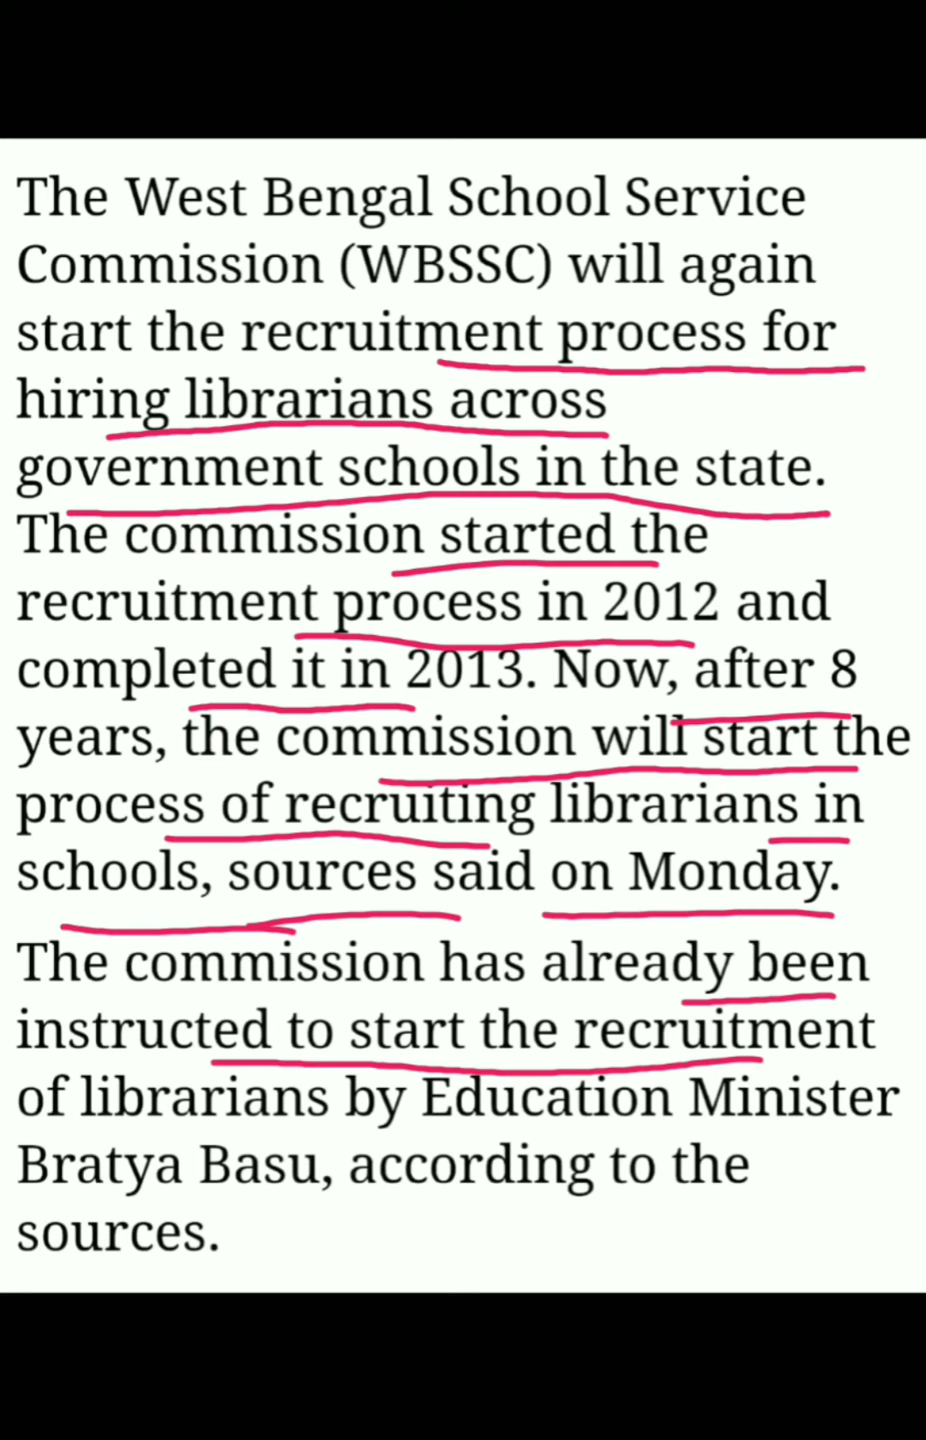 The West Bengal School Service
Commission (WBSSC) will again
start the recruitment process for
hiring librarians across
government schools in the state.
The commission started the
recruitment process in 2012 and
completed it in 2013. Now, after 8
years, the commission will start the
process of recruiting librarians in
schools, sources said on Monday.
The commission has already been
instructed to start the recruitment
of librarians by Education Minister
Bratya Basu, according to the
sources.